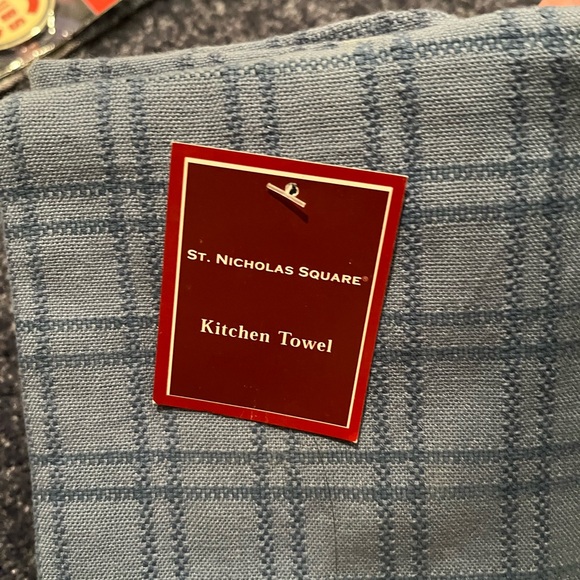 ST. NICHOLAS SQUARE®
Kitchen Towel